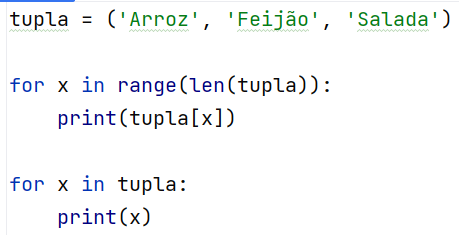 tupla = ('Arroz', 'Feijão', 'Salada')
for x in range(len(tupla)):
    print(tupla[x])
for x in tupla:
    print(x)